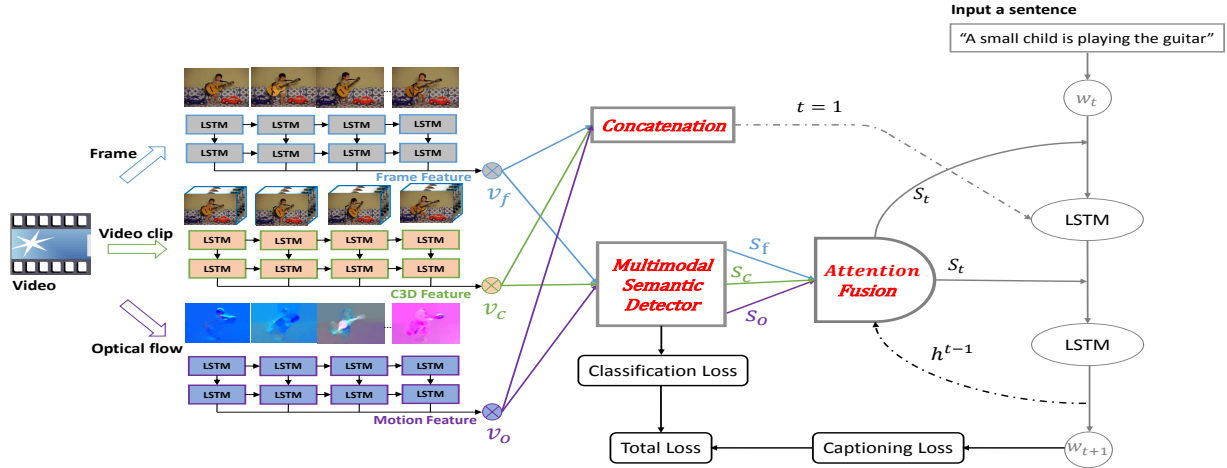 Input a sentence
“A small child is playing the guitar”
w_t
t = 1
Concatenation
LSTM LSTM LSTM LSTM
LSTM LSTM LSTM LSTM
Frame
Frame Feature
v_f
S_t
LSTM
Video clip
LSTM LSTM LSTM LSTM
LSTM LSTM LSTM LSTM
C3D Feature
v_c
Video
Multimodal
Semantic
Detector
S_f
S_c
S_o
Attention
Fusion
S_t
LSTM
h^{t−1}
Optical flow
LSTM LSTM LSTM LSTM
LSTM LSTM LSTM LSTM
Motion Feature
v_o
Classification Loss
Total Loss
Captioning Loss
w_{t+1}